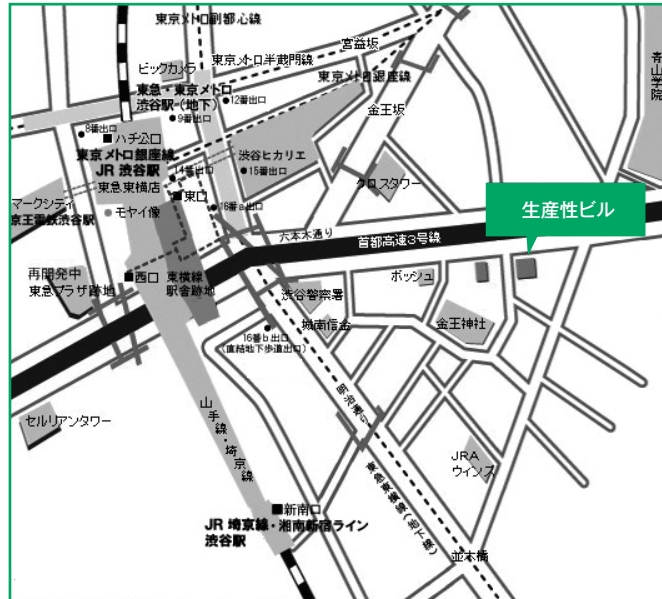 東京メトロ副都心線
宮益坂
東京メトロ半蔵門線
ビックカメラ
東京メトロ銀座線
青山学院
東急・東京メトロ
渋谷駅(地下)
12番出口
9番出口
金王坂
8番出口
ハチ公口
東京メトロ銀座線
JR 渋谷駅
渋谷ヒカリエ
14番出口
15番出口
東急東横店
クロスタワー
マークシティ
東口
16番a出口
生産性ビル
モヤイ像
京王電鉄渋谷駅
六本木通り
首都高速3号線
再開発中
東急プラザ跡地
西口
東横線
駅舎跡地
ボッシュ
渋谷警察署
城南信金
金王神社
16番b出口
(直結地下歩道出口)
明治通り
山手線・埼京線
セルリアンタワー
JRA
ウィンズ
東急東横線(地下線)
新南口
JR 埼京線・湘南新宿ライン
渋谷駅
並木橋